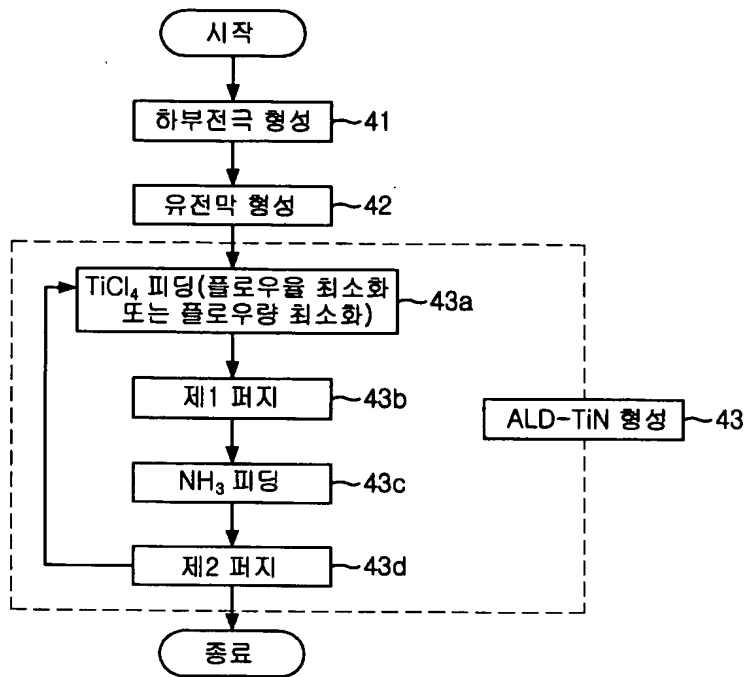 시작
하부전극 형성 41
유전막 형성 42
TiCl₄ 피딩(플로우율 최소화
또는 플로우량 최소화) 43a
제1 퍼지 43b
ALD-TiN 형성 43
NH₃ 피딩 43c
제2 퍼지 43d
종료